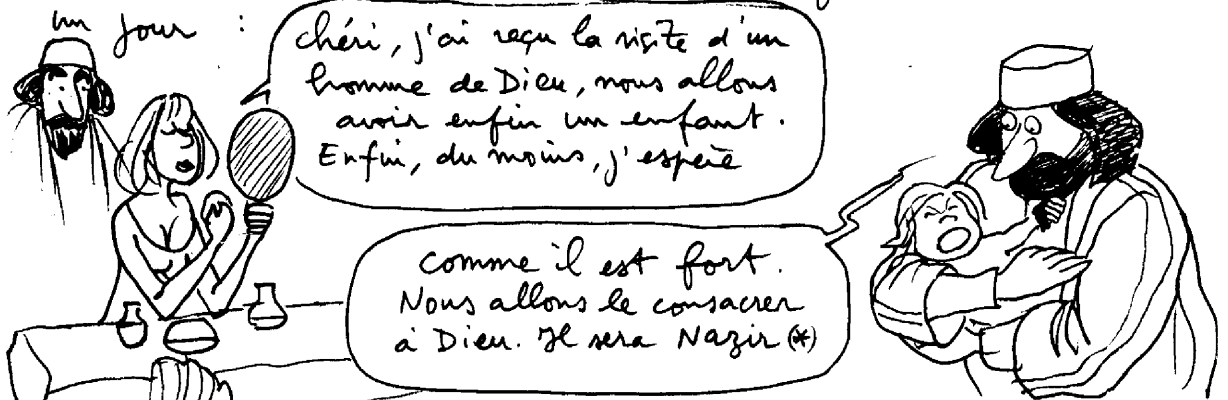 un jour :
chéri, j'ai reçu la visite d'un
homme de Dieu, nous allons
avoir enfin un enfant.
Enfin, du moins, j'espère
comme il est fort.
Nous allons le consacrer
à Dieu. Il sera Nazir (*)